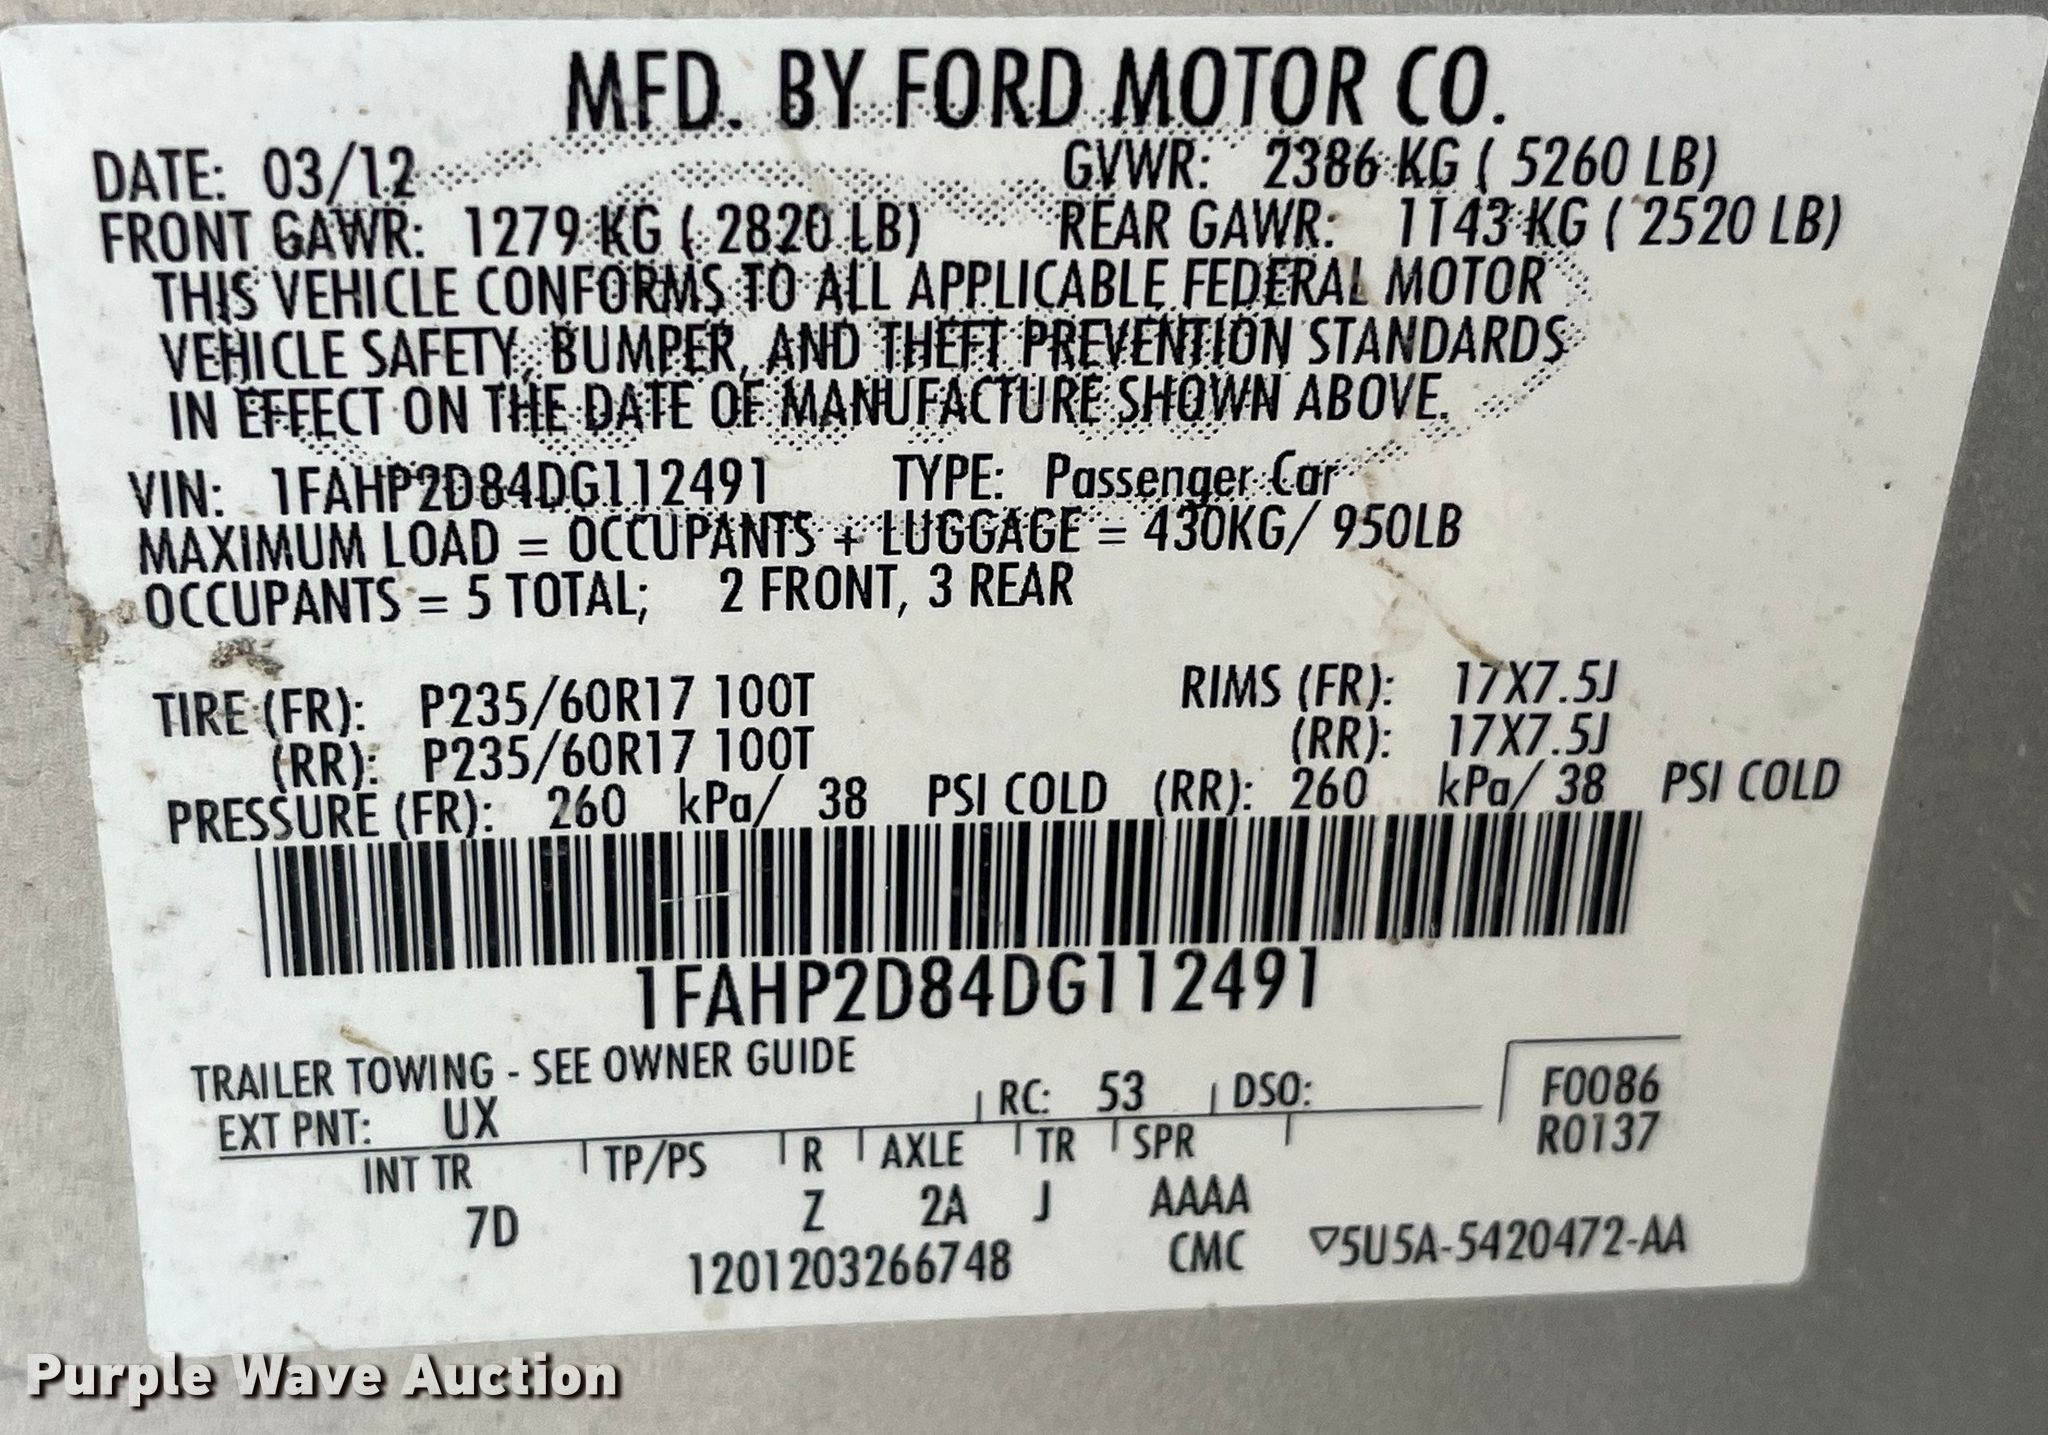 MFD. BY FORD MOTOR CO.
DATE: 03/12 GVWR: 2386 KG ( 5260 LB)
FRONT GAWR: 1279 KG ( 2820 LB) REAR GAWR: 1143 KG ( 2520 LB)
THIS VEHICLE CONFORMS TO ALL APPLICABLE FEDERAL MOTOR
VEHICLE SAFETY, BUMPER, AND THEFT PREVENTION STANDARDS
IN EFFECT ON THE DATE OF MANUFACTURE SHOWN ABOVE.
VIN: 1FAHP2D84DG112491 TYPE: Passenger Car
MAXIMUM LOAD = OCCUPANTS + LUGGAGE = 430KG/ 950LB
OCCUPANTS = 5 TOTAL; 2 FRONT, 3 REAR
TIRE (FR): P235/60R17 100T RIMS (FR): 17X7.5J
(RR): P235/60R17 100T (RR): 17X7.5J
PRESSURE (FR): 260 kPa/ 38 PSI COLD (RR): 260 kPa/ 38 PSI COLD
1FAHP2D84DG112491
TRAILER TOWING - SEE OWNER GUIDE
EXT PNT: UX RC: 53 DSO: F0086
INT TR TP/PS R AXLE TR SPR R0137
7D Z 2A J AAAA
1201203266748 CMC ▽5U5A-5420472-AA
Purple Wave Auction